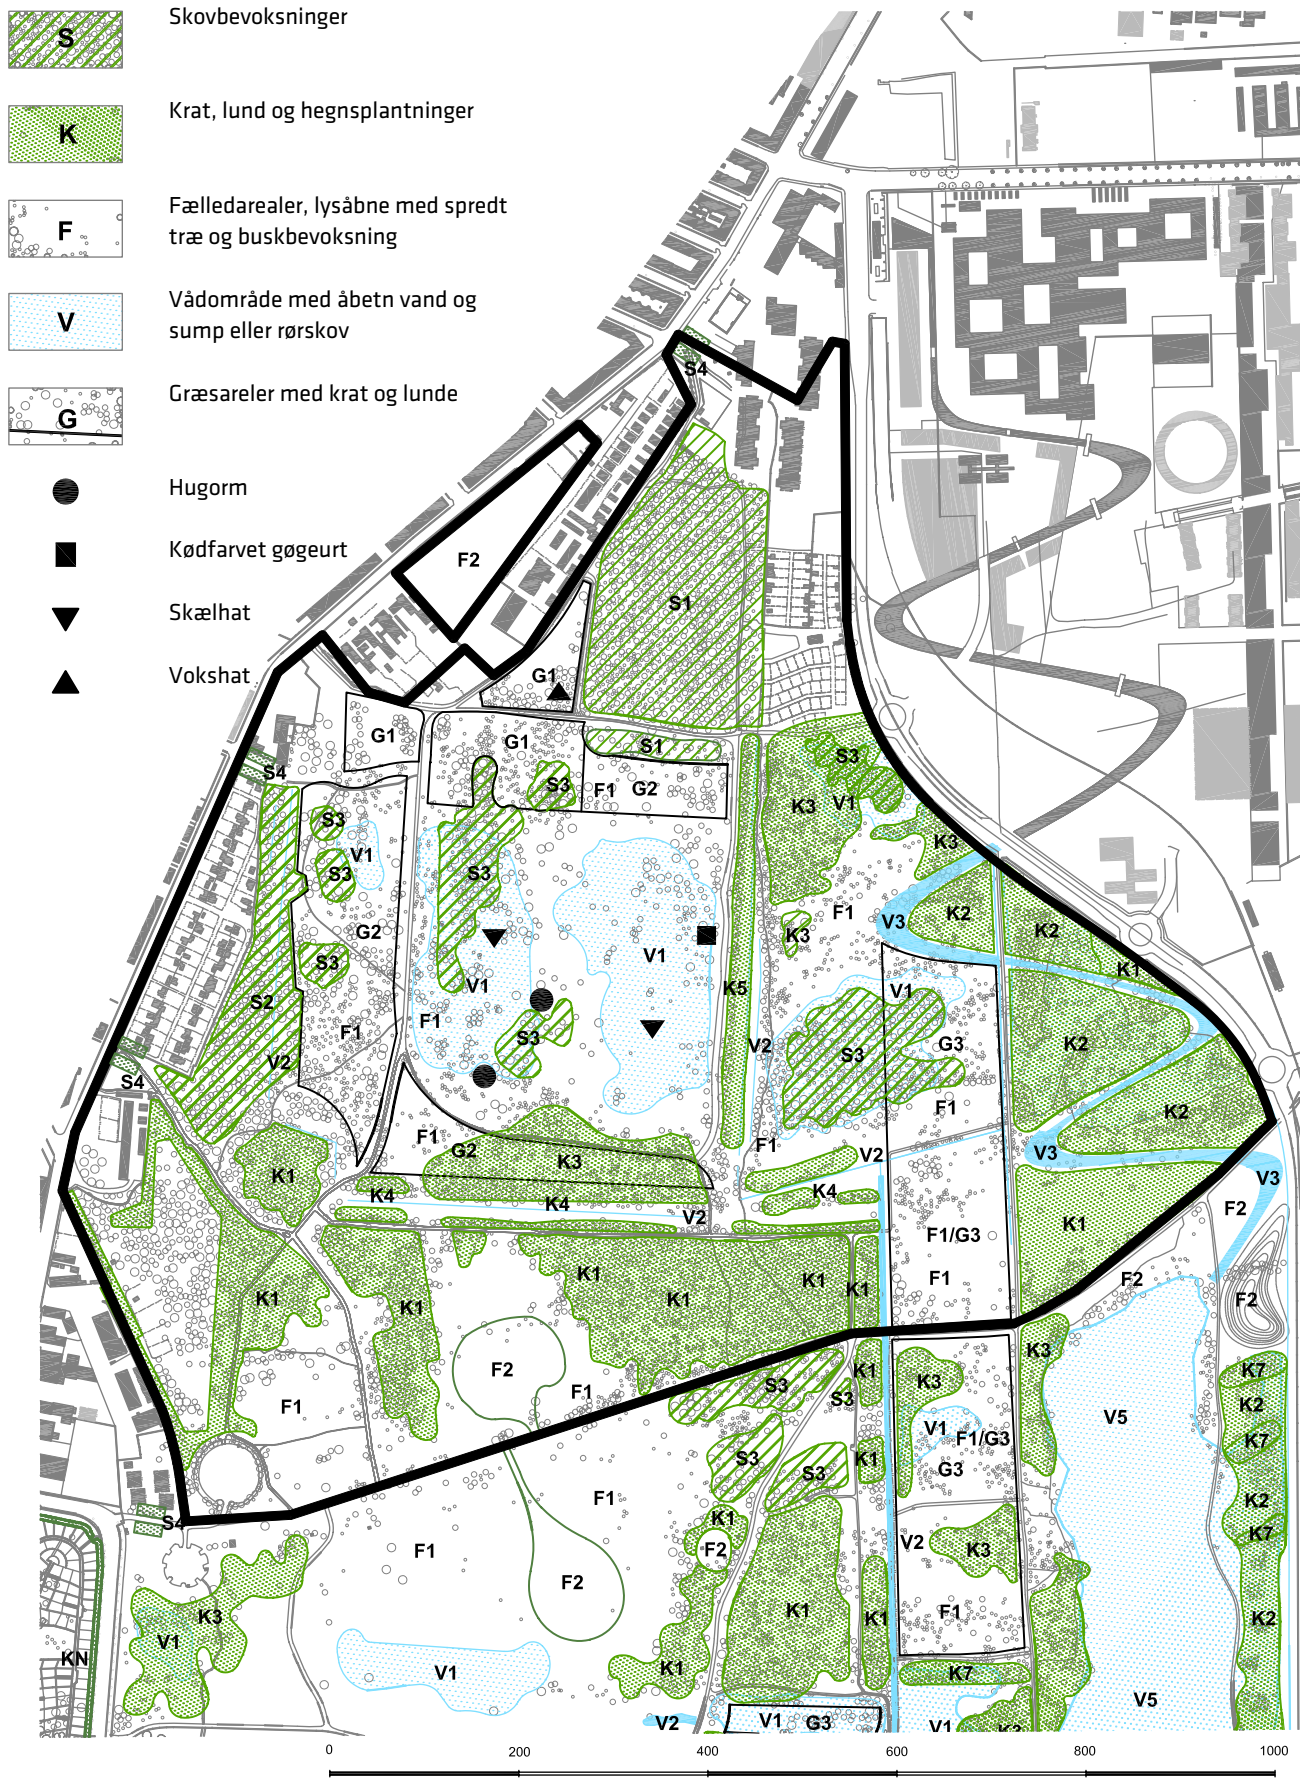 Skovbevoksninger
S
Krat, lund og hegnsplantninger
K
Fælledarealer, lysåbne med spredt
træ og buskbevoksning
F
Vådområde med åbetn vand og
sump eller rørskov
V
Græsareler med krat og lunde
G
Hugorm
Kødfarvet gøgeurt
Skælhat
Vokshat
S4
F2
S1
G1
G1 G1 S1
S4 S3 F1 G2 S3
K3 V1
S3 V1 S3 S3 K3
G2 F1 V3 K2 K2
S3 V1 K3
S2 V1 F1 K5 V1 K1
F1 S3 V2 S3 G3 K2
V2 F1 K2
S4 F1 G2 K3 F1 V2 V3
K1 K4 K4 K4 V3
V2 K1 F2
F1/G3
K1 K1 K1 K1 F1 F2
K1 K1 F2
F2 S3 K1 K3 K3
F1 F1 S3 V1 F1/G3 V5 K7
K2
S3 S3 K1 G3 K7
F1 K1 K2
S4 F1 F2 V2 K3 K7
F2 K1 K1 F1 K2
K3
V1
KN V1 K1 K7 V5
V2 V1 G3 V1 K3
0 200 400 600 800 1000